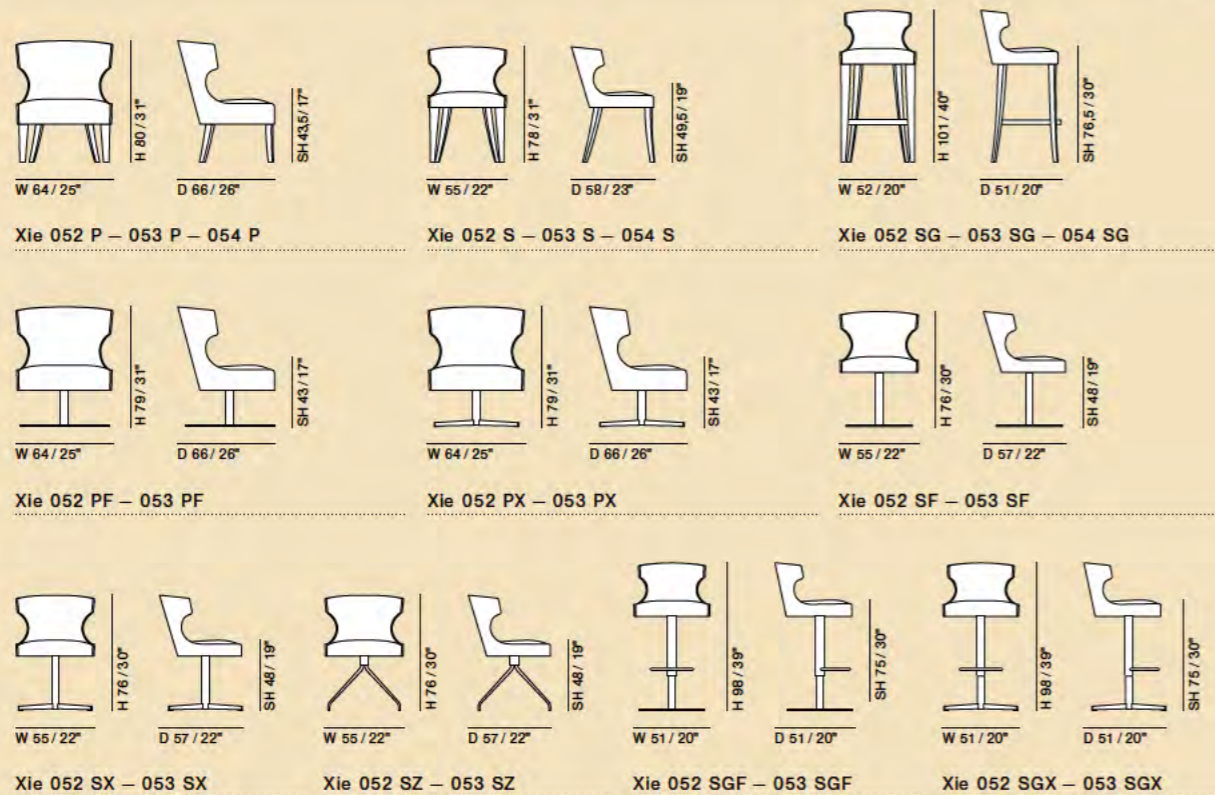 H 80 / 31"
SH 43,5 / 17"
W 64 / 25"
D 66 / 26"
Xie 052 P – 053 P – 054 P
H 78 / 31"
SH 49,5 / 19"
W 55 / 22"
D 58 / 23"
Xie 052 S – 053 S – 054 S
H 101 / 40"
SH 76,5 / 30"
W 52 / 20"
D 51 / 20"
Xie 052 SG – 053 SG – 054 SG
H 79 / 31"
SH 43 / 17"
W 64 / 25"
D 66 / 26"
Xie 052 PF – 053 PF
H 79 / 31"
SH 43 / 17"
W 64 / 25"
D 66 / 26"
Xie 052 PX – 053 PX
H 76 / 30"
SH 48 / 19"
W 55 / 22"
D 57 / 22"
Xie 052 SF – 053 SF
H 76 / 30"
SH 48 / 19"
W 55 / 22"
D 57 / 22"
Xie 052 SX – 053 SX
H 76 / 30"
SH 48 / 19"
W 55 / 22"
D 57 / 22"
Xie 052 SZ – 053 SZ
H 98 / 39"
SH 75 / 30"
W 51 / 20"
D 51 / 20"
Xie 052 SGF – 053 SGF
H 98 / 39"
SH 75 / 30"
W 51 / 20"
D 51 / 20"
Xie 052 SGX – 053 SGX